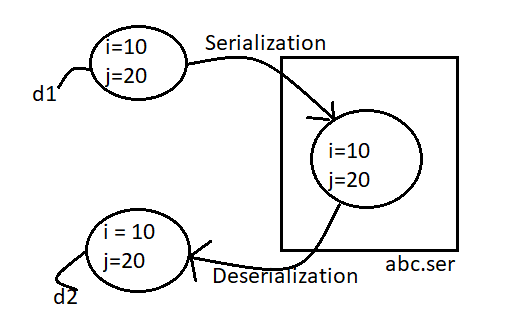 i=10
j=20
d1
Serialization
i=10
j=20
abc.ser
i = 10
j=20
d2
Deserialization